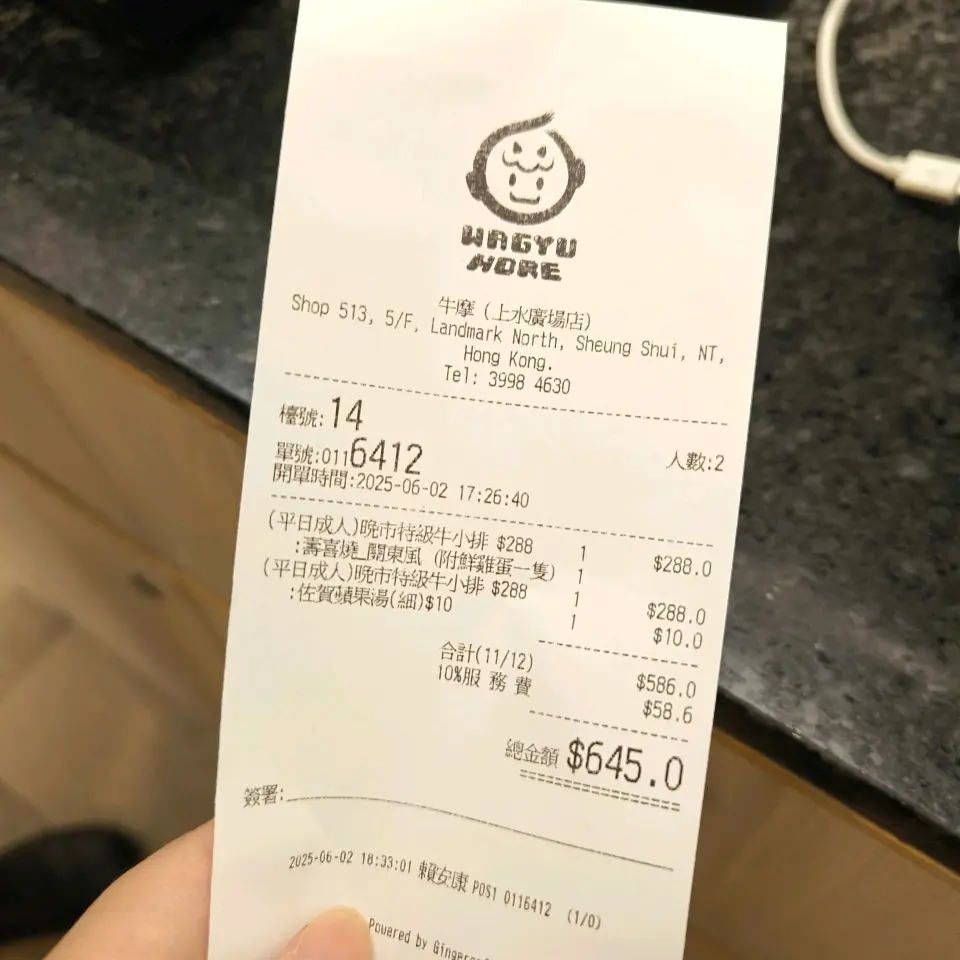 WAGYU
MORE
牛摩 (上水廣場店)
Shop 513, 5/F, Landmark North, Sheung Shui, NT,
Hong Kong.
Tel: 3998 4630
檯號: 14
單號:0116412 人數:2
開單時間:2025-06-02 17:26:40
(平日成人)晚市特級牛小排 $288 1 $288.0
:壽喜燒_關東風 (附鮮雞蛋一隻) 1
(平日成人)晚市特級牛小排 $288 1 $288.0
:佐賀蘋果湯(細)$10 1 $10.0
合計(11/12) $586.0
10%服 務 費 $58.6
總金額 $645.0
簽署:
2025-06-02 18:33:01 賴安康 POS1 0116412 (1/0)
Powered by